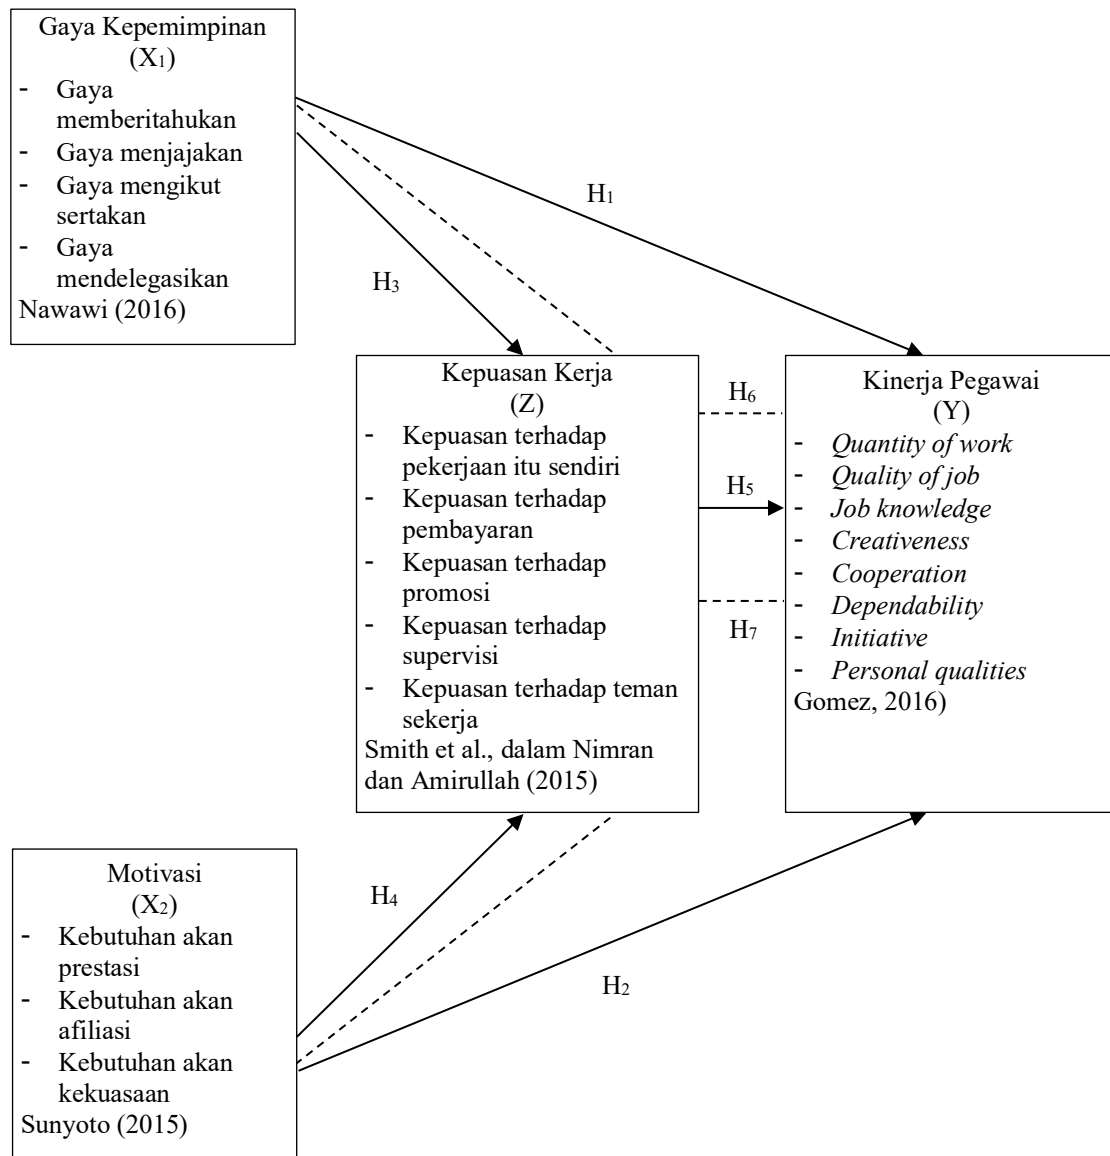 Gaya Kepemimpinan
(X1)
- Gaya
memberitahukan
- Gaya menjajakan
- Gaya mengikut
sertakan
- Gaya
mendelegasikan
Nawawi (2016)
H1
H3
Kepuasan Kerja
(Z)
- Kepuasan terhadap
pekerjaan itu sendiri
- Kepuasan terhadap
pembayaran
- Kepuasan terhadap
promosi
- Kepuasan terhadap
supervisi
- Kepuasan terhadap teman
sekerja
Smith et al., dalam Nimran
dan Amirullah (2015)
H6
H5
H7
Kinerja Pegawai
(Y)
- Quantity of work
- Quality of job
- Job knowledge
- Creativeness
- Cooperation
- Dependability
- Initiative
- Personal qualities
Gomez, 2016)
Motivasi
(X2)
- Kebutuhan akan
prestasi
- Kebutuhan akan
afiliasi
- Kebutuhan akan
kekuasaan
Sunyoto (2015)
H4
H2